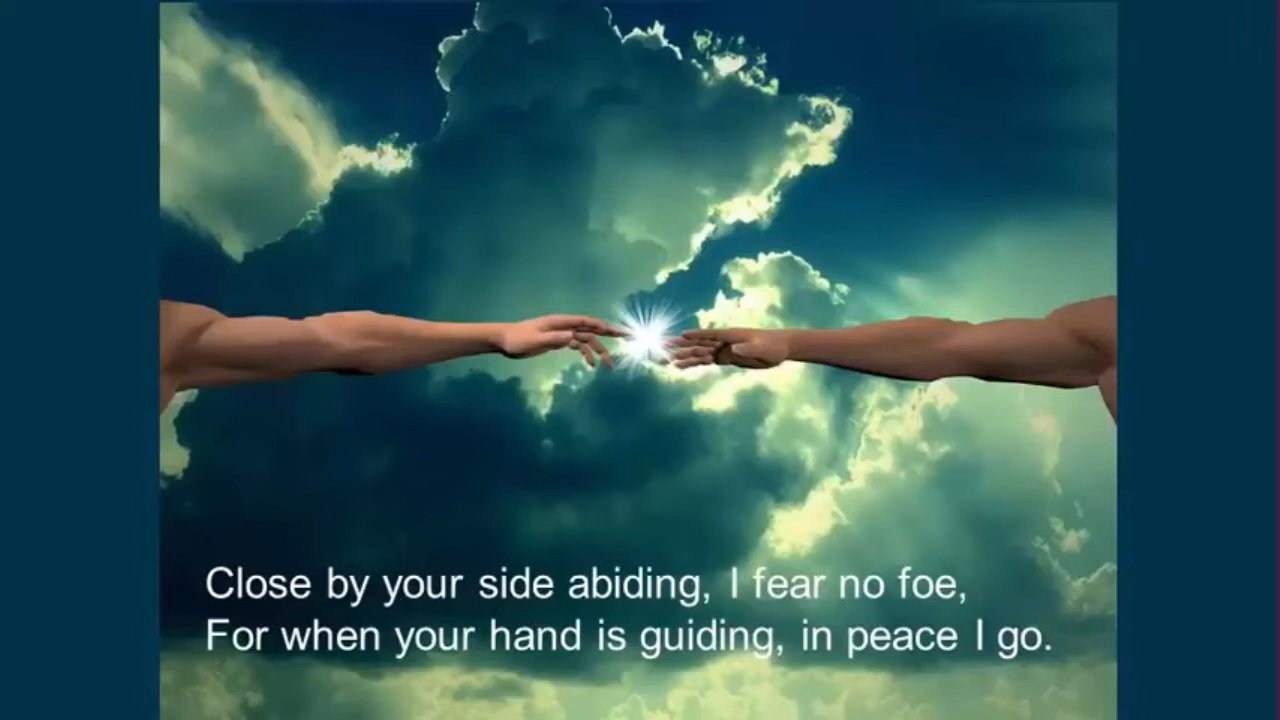 Close by your side abiding, I fear no foe,
For when your hand is guiding, in peace I go.